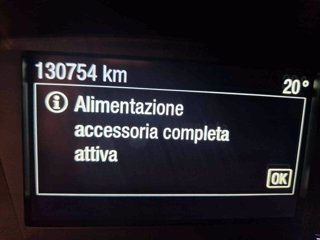 130754 km
20°
Alimentazione
accessoria completa
attiva
OK